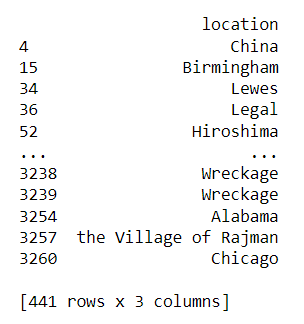 location
4 China
15 Birmingham
34 Lewes
36 Legal
52 Hiroshima
... ...
3238 Wreckage
3239 Wreckage
3254 Alabama
3257 the Village of Rajman
3260 Chicago
[441 rows x 3 columns]